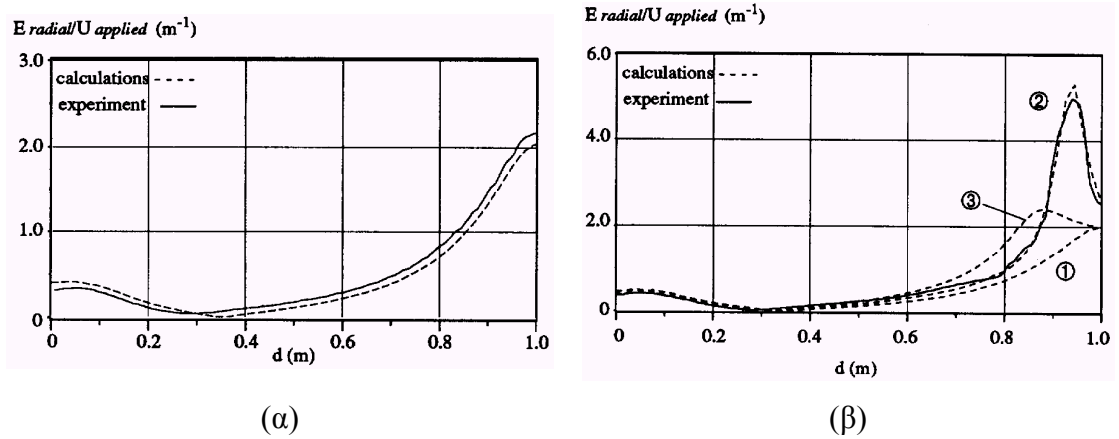 E radial/U applied (m⁻¹)
3.0
calculations
experiment
2.0
1.0
0
0
0.2
0.4
0.6
0.8
1.0
d (m)
(α)
E radial/U applied (m⁻¹)
6.0
calculations
experiment
②
4.0
③
2.0
①
0
0
0.2
0.4
0.6
0.8
1.0
d (m)
(β)